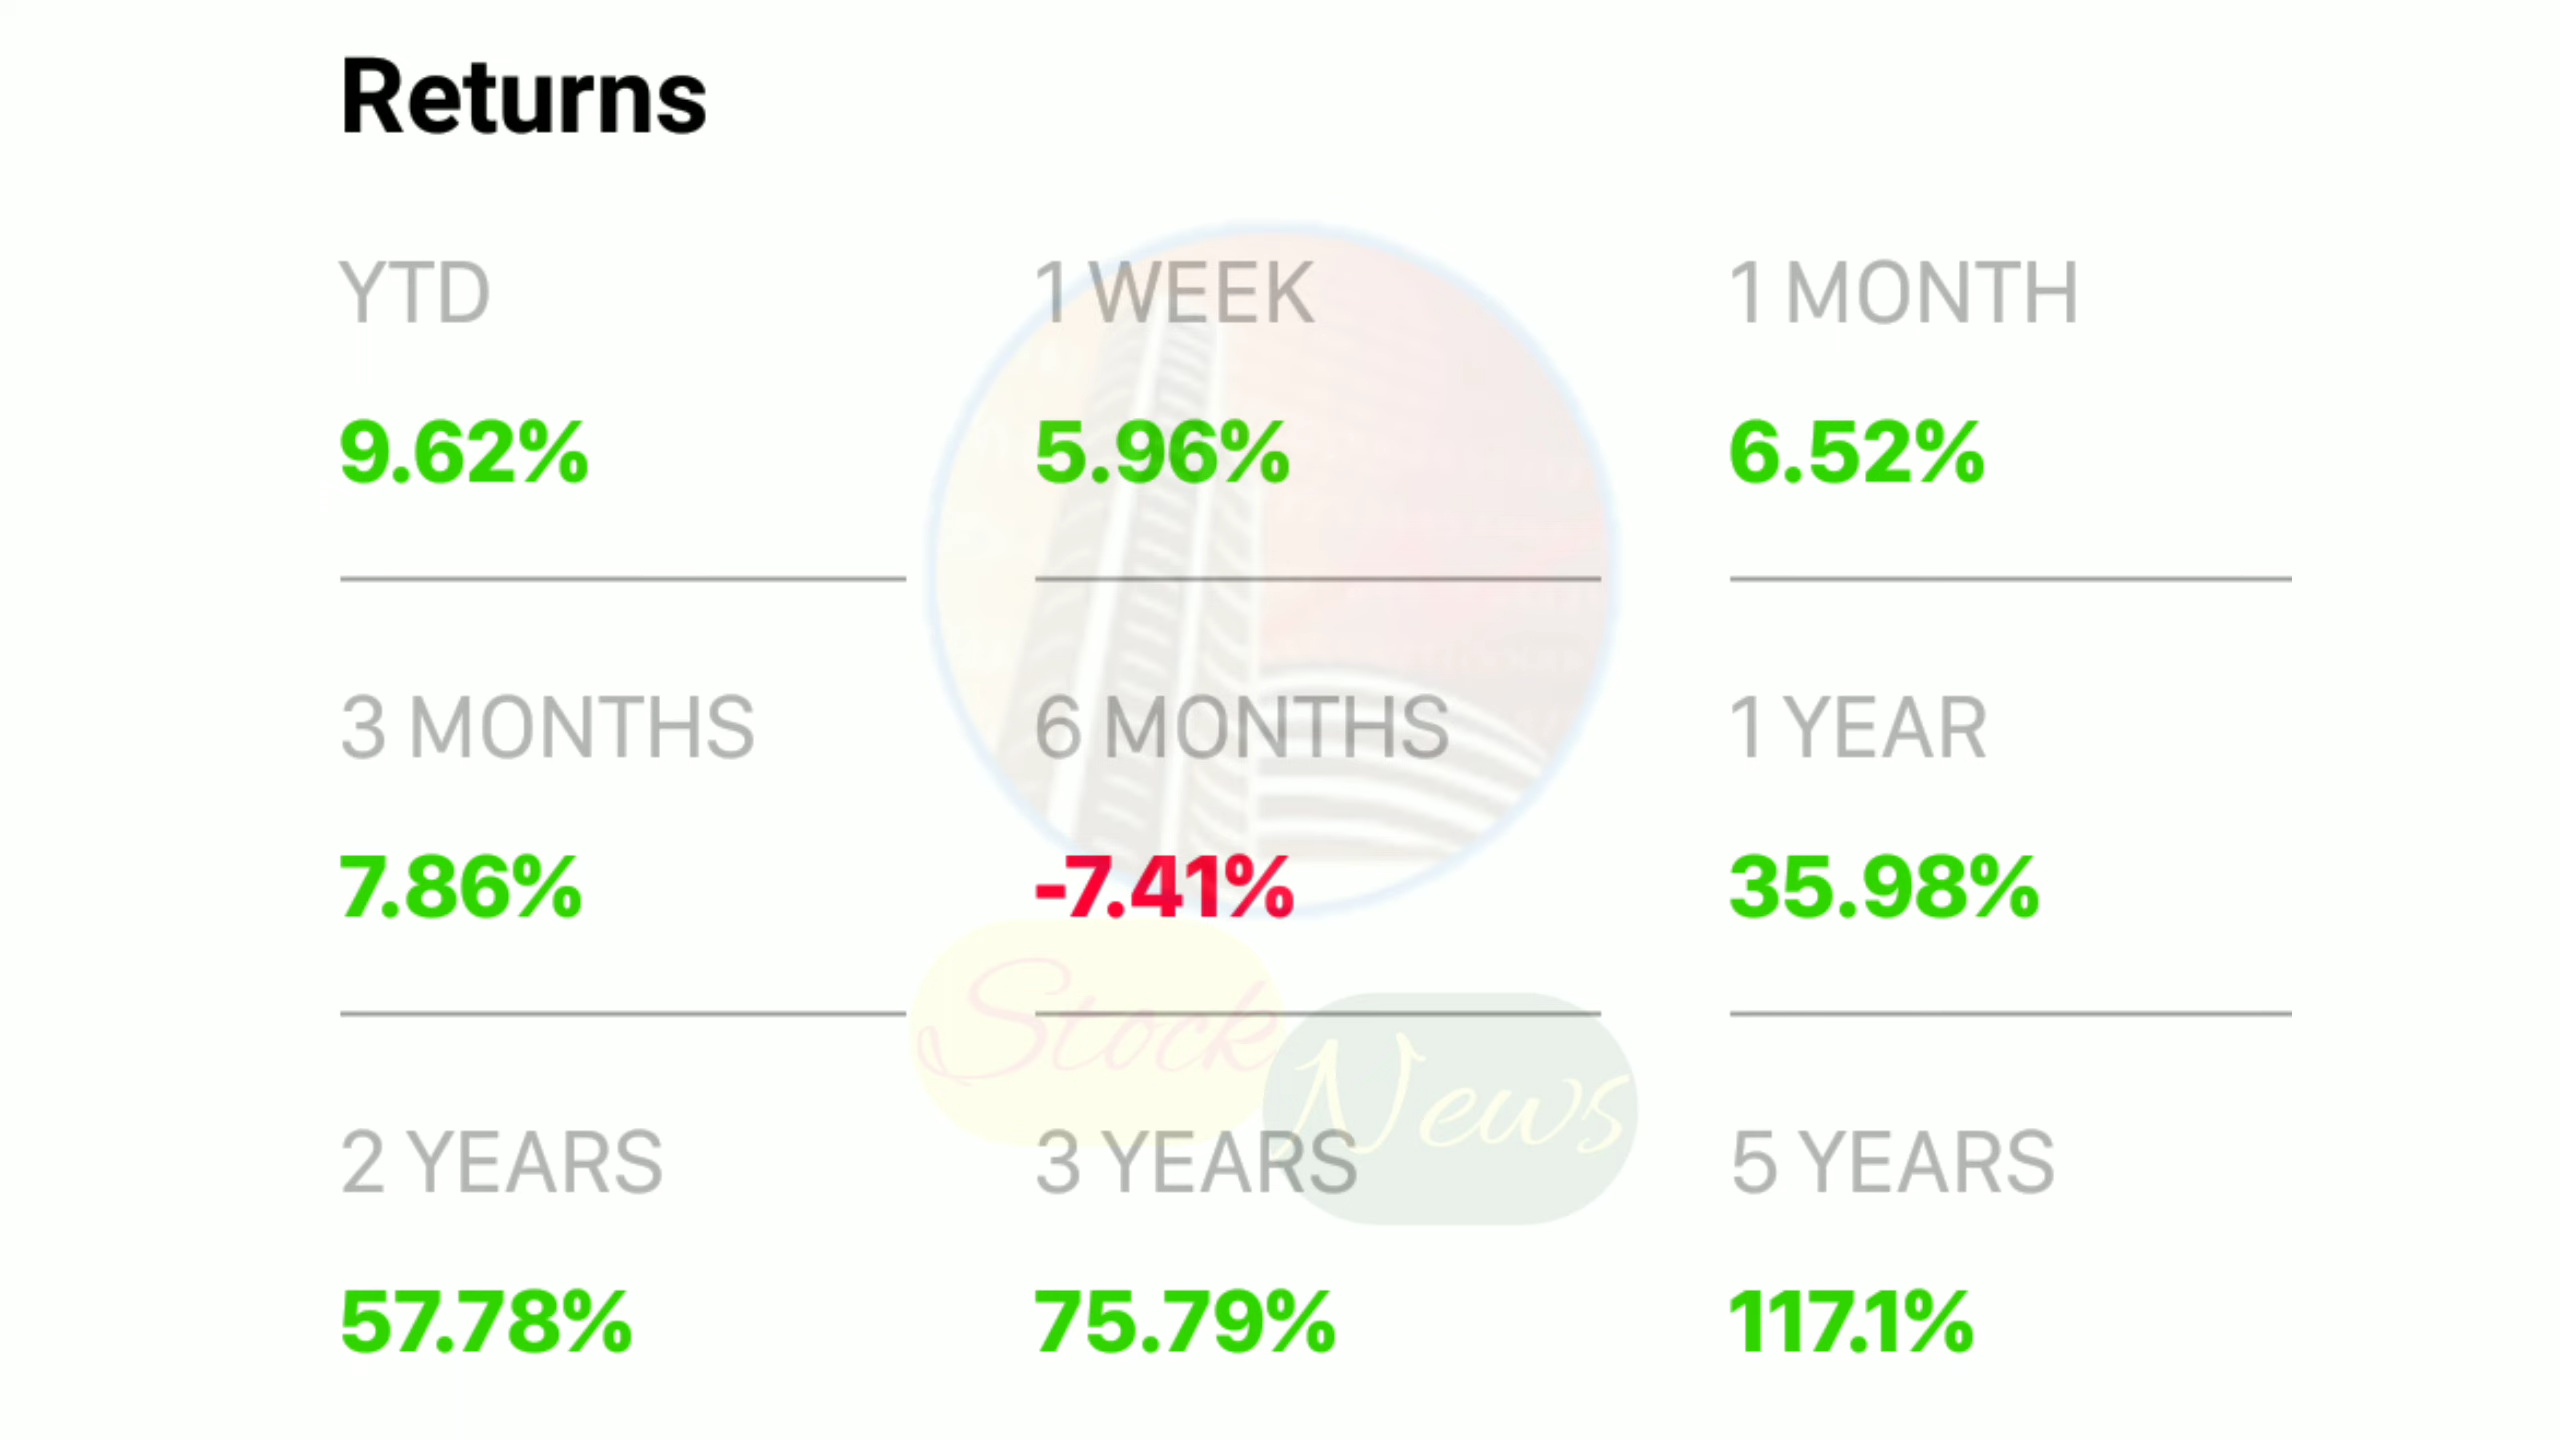 Returns
YTD 1 WEEK 1 MONTH
9.62% 5.96% 6.52%
3 MONTHS 6 MONTHS 1 YEAR
7.86% -7.41% 35.98%
Stock
News
2 YEARS 3 YEARS 5 YEARS
57.78% 75.79% 117.1%